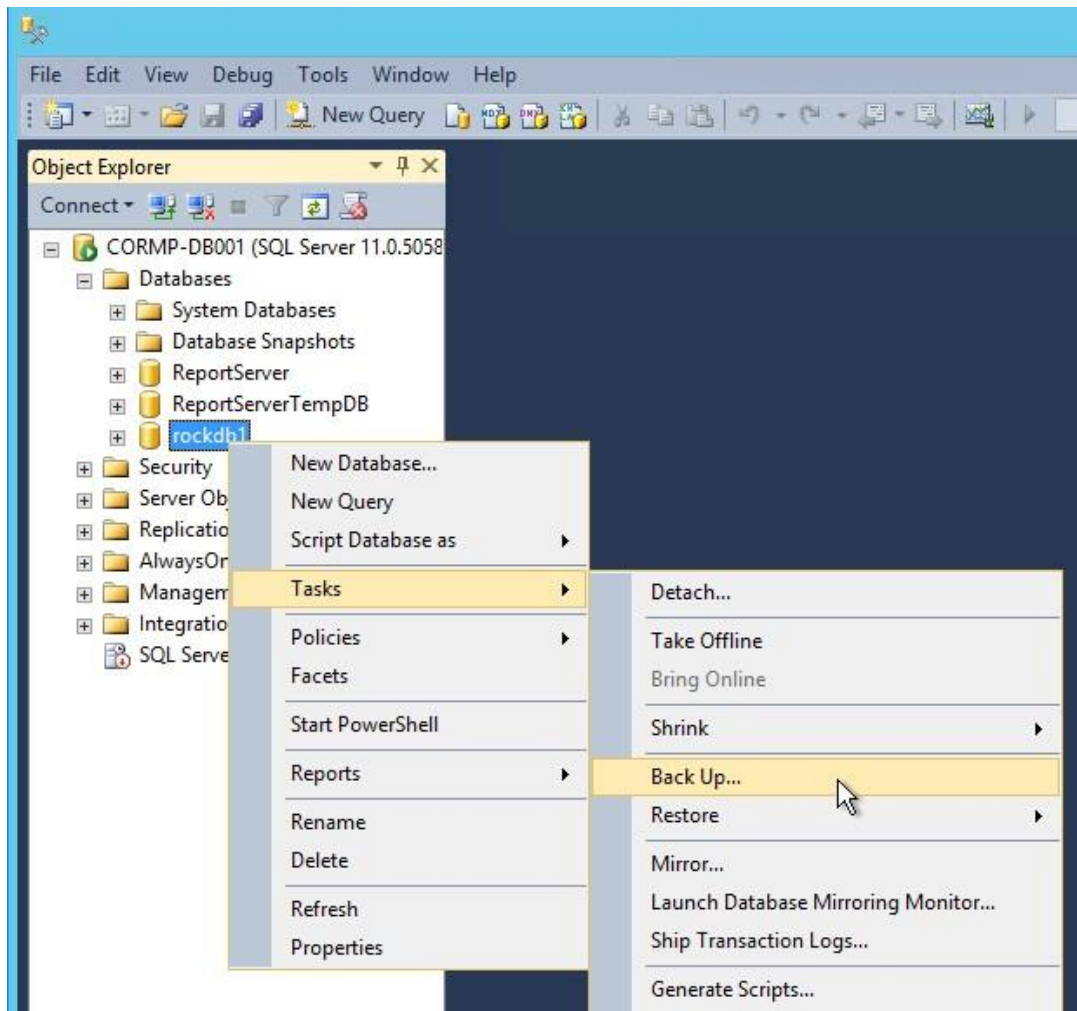 File Edit View Debug Tools Window Help
New Query
Object Explorer
Connect
CORMP-DB001 (SQL Server 11.0.5058
Databases
System Databases
Database Snapshots
ReportServer
ReportServerTempDB
rockdb1
Security
Server Ob
Replicatio
AlwaysOn
Managem
Integratio
SQL Serve
New Database...
New Query
Script Database as
Tasks
Policies
Facets
Start PowerShell
Reports
Rename
Delete
Refresh
Properties
Detach...
Take Offline
Bring Online
Shrink
Back Up...
Restore
Mirror...
Launch Database Mirroring Monitor...
Ship Transaction Logs...
Generate Scripts...